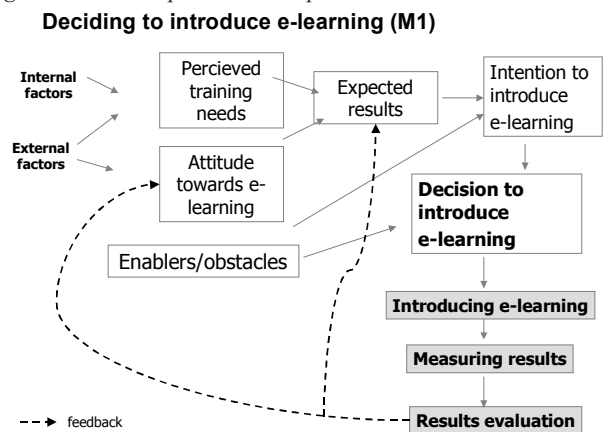 Deciding to introduce e-learning (M1)
Internal
factors
External
factors
Percieved
training
needs
Expected
results
Intention to
introduce
e-learning
Attitude
towards e-
learning
Decision to
introduce
e-learning
Enablers/obstacles
Introducing e-learning
Measuring results
Results evaluation
feedback